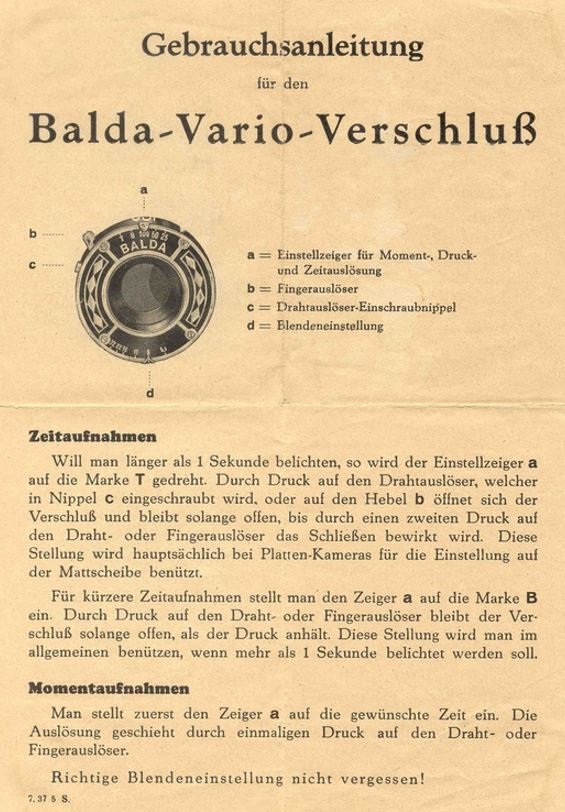 Gebrauchsanleitung
für den
Balda-Vario-Verschluß
a
b
c
T B 100 50 25
BALDA
d
a = Einstellzeiger für Moment-, Druck-
und Zeitauslösung
b = Fingerauslöser
c = Drahtauslöser-Einschraubnippel
d = Blendeneinstellung
Zeitaufnahmen
Will man länger als 1 Sekunde belichten, so wird der Einstellzeiger a
auf die Marke T gedreht. Durch Druck auf den Drahtauslöser, welcher
in Nippel c eingeschraubt wird, oder auf den Hebel b öffnet sich der
Verschluß und bleibt solange offen, bis durch einen zweiten Druck auf
den Draht- oder Fingerauslöser das Schließen bewirkt wird. Diese
Stellung wird hauptsächlich bei Platten-Kameras für die Einstellung auf
der Mattscheibe benützt.
Für kürzere Zeitaufnahmen stellt man den Zeiger a auf die Marke B
ein. Durch Druck auf den Draht- oder Fingerauslöser bleibt der Ver-
schluß solange offen, als der Druck anhält. Diese Stellung wird man im
allgemeinen benützen, wenn mehr als 1 Sekunde belichtet werden soll.
Momentaufnahmen
Man stellt zuerst den Zeiger a auf die gewünschte Zeit ein. Die
Auslösung geschieht durch einmaligen Druck auf den Draht- oder
Fingerauslöser.
Richtige Blendeneinstellung nicht vergessen!
7. 37 5 S.